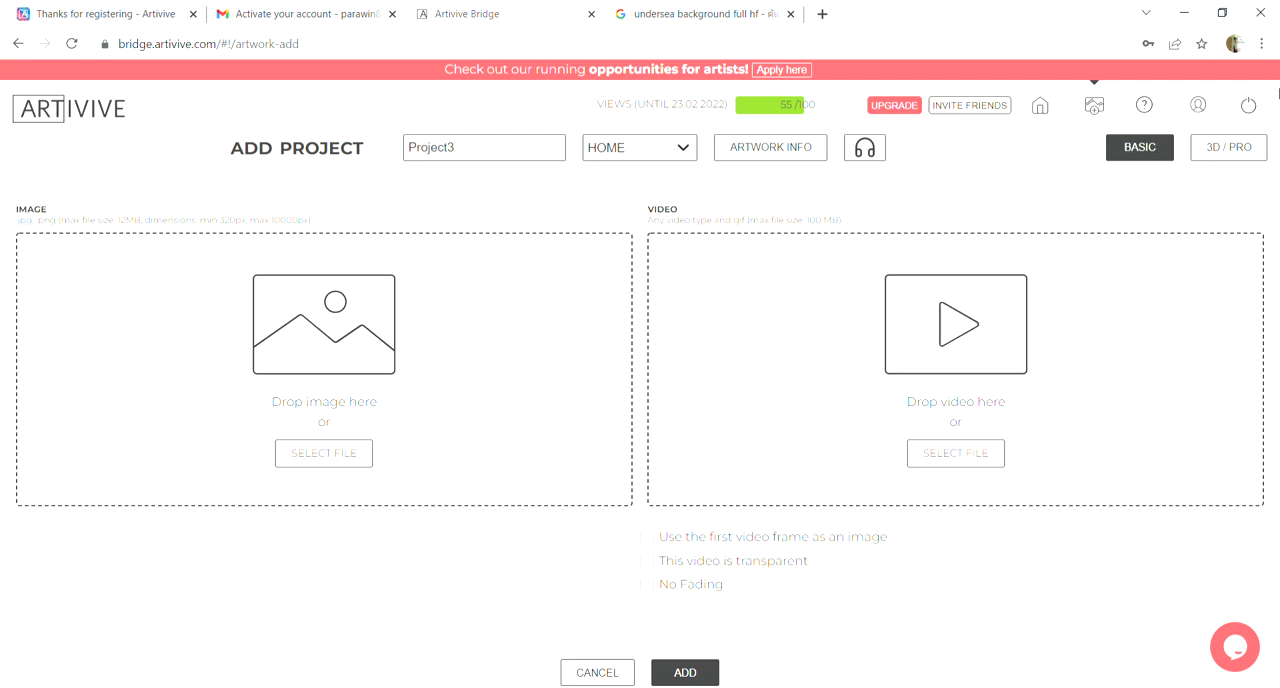 Thanks for registering - Artivive
Activate your account - parawin8
Artivive Bridge
undersea background full hf - ค้น
bridge.artivive.com/#!/artwork-add
Check out our running opportunities for artists! Apply here
ARTIVIVE
VIEWS (UNTIL 23.02.2022)
55 /100
UPGRADE
INVITE FRIENDS
ADD PROJECT
Project3
HOME
ARTWORK INFO
BASIC
3D / PRO
IMAGE
.jpg, .png (max file size: 12MB, dimensions: min 320px, max 10000px)
VIDEO
Any video type and gif (max file size: 100 MB)
Drop image here
or
SELECT FILE
Drop video here
or
SELECT FILE
Use the first video frame as an image
This video is transparent
No Fading
CANCEL
ADD